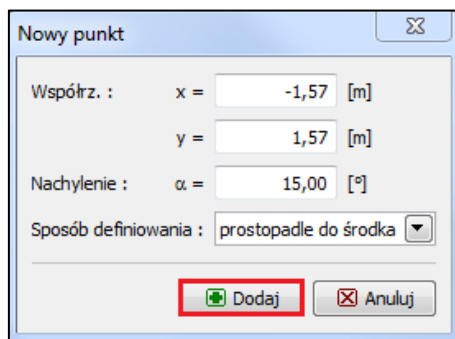 Nowy punkt
Współrz. : x = -1,57 [m]
y = 1,57 [m]
Nachylenie : α = 15,00 [°]
Sposób definiowania : prostopadle do środka
Dodaj Anuluj